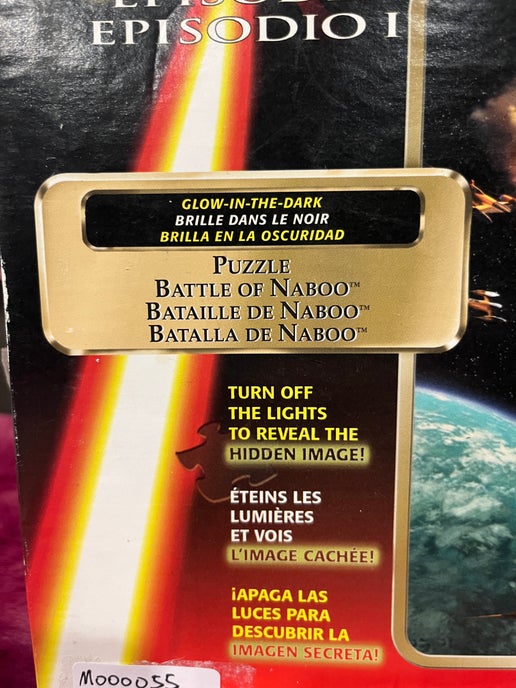 EPISODE I
EPISODIO I
GLOW-IN-THE-DARK
BRILLE DANS LE NOIR
BRILLA EN LA OSCURIDAD
PUZZLE
BATTLE OF NABOO™
BATAILLE DE NABOO™
BATALLA DE NABOO™
TURN OFF
THE LIGHTS
TO REVEAL THE
HIDDEN IMAGE!
ÉTEINS LES
LUMIÈRES
ET VOIS
L'IMAGE CACHÉE!
¡APAGA LAS
LUCES PARA
DESCUBRIR LA
IMAGEN SECRETA!
M000055